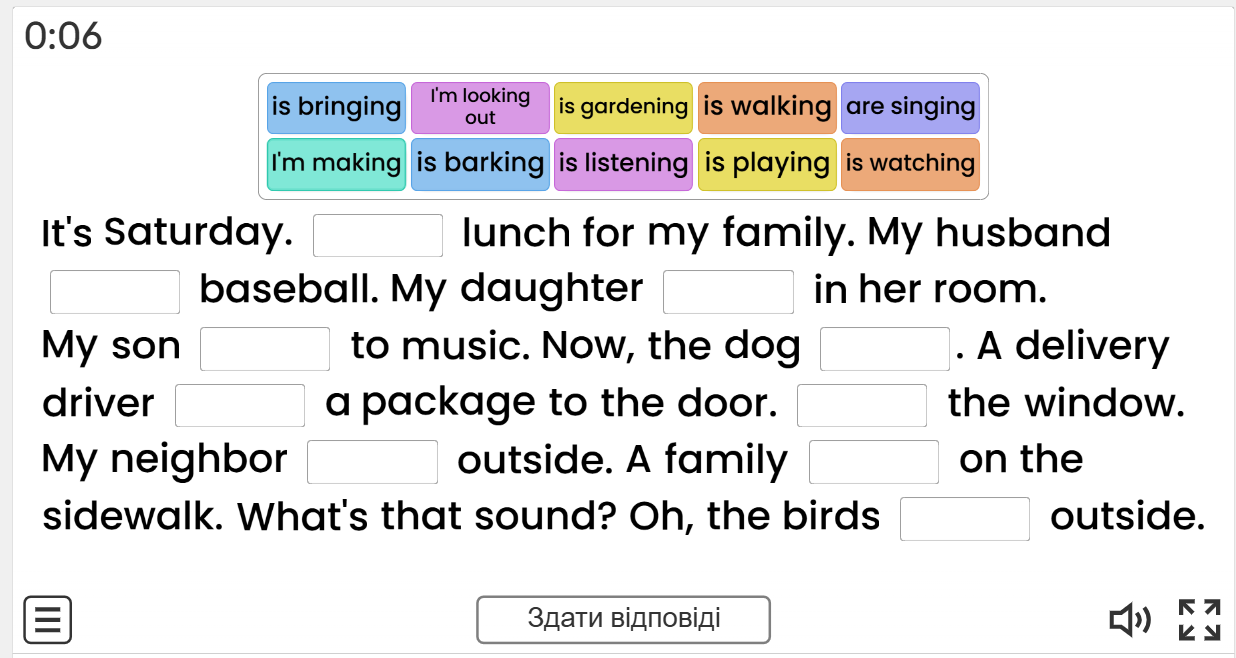 0:06
is bringing I'm looking out is gardening is walking are singing
I'm making is barking is listening is playing is watching
It's Saturday. lunch for my family. My husband
baseball. My daughter in her room.
My son to music. Now, the dog . A delivery
driver a package to the door. the window.
My neighbor outside. A family on the
sidewalk. What's that sound? Oh, the birds outside.
Здати відповіді